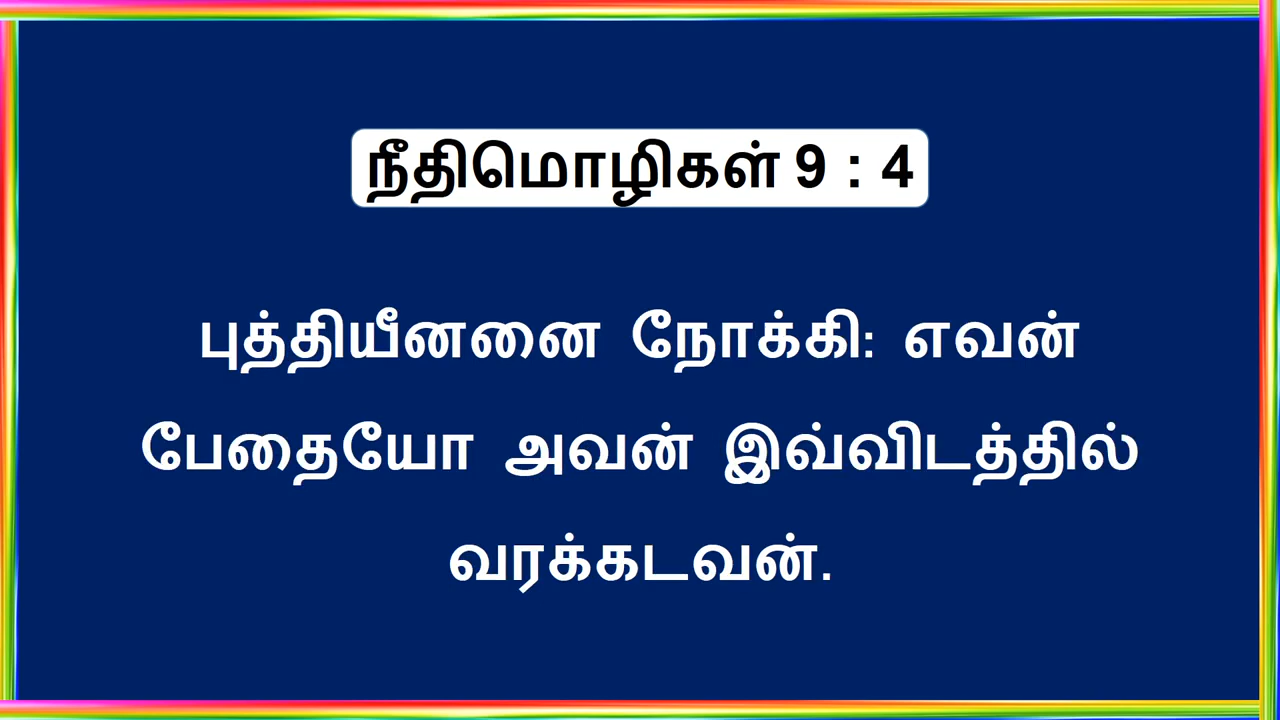 நீதிமொழிகள் 9 : 4
புத்தியீனனை நோக்கி: எவன்
பேதையோ அவன் இவ்விடத்தில்
வரக்கடவன்.